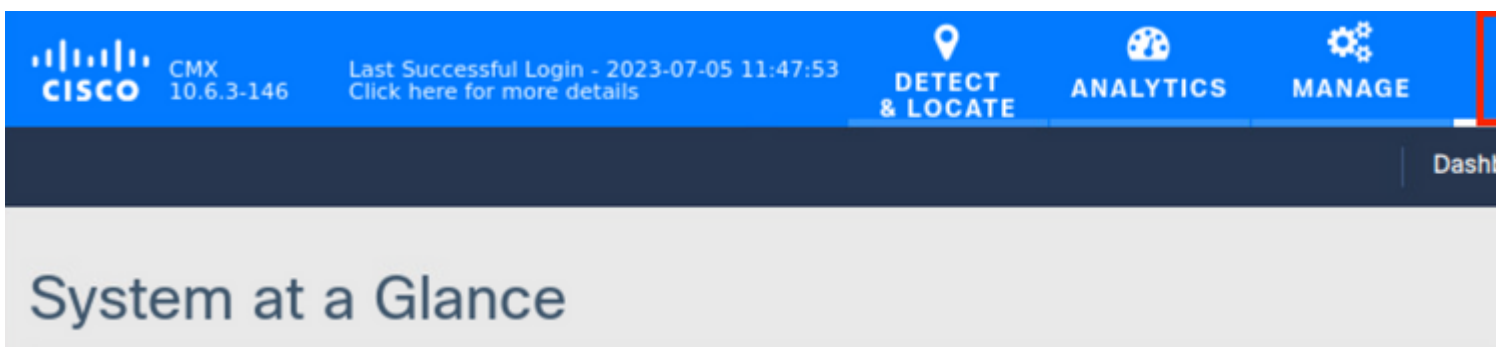 CISCO
CMX
10.6.3-146
Last Successful Login - 2023-07-05 11:47:53
Click here for more details
DETECT
& LOCATE
ANALYTICS
MANAGE
System at a Glance